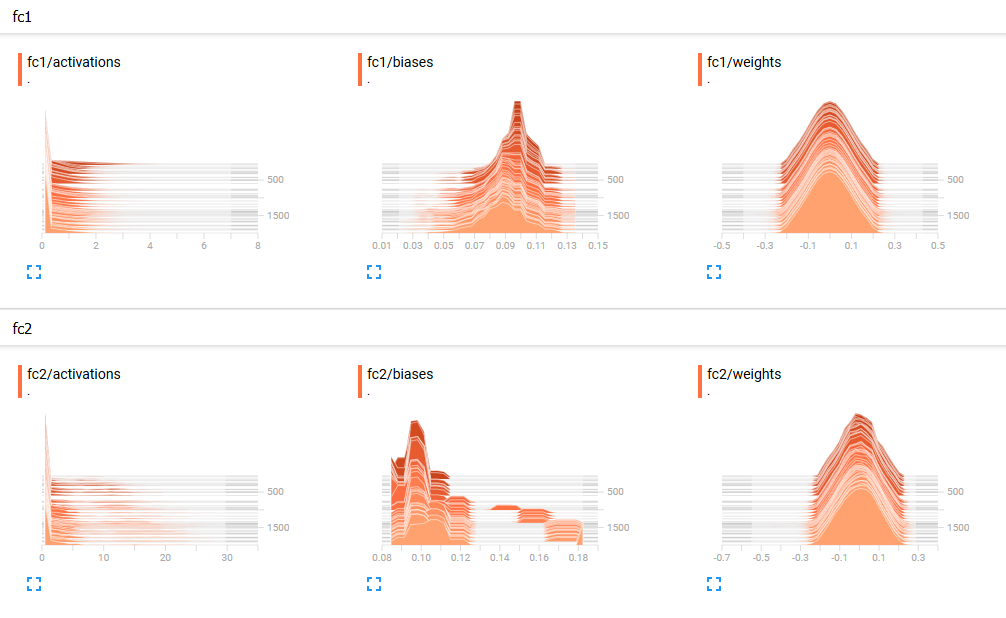 fc1
fc1/activations
.
500
1500
0 2 4 6 8
fc1/biases
.
500
1500
0.01 0.03 0.05 0.07 0.09 0.11 0.13 0.15
fc1/weights
.
500
1500
-0.5 -0.3 -0.1 0.1 0.3 0.5
fc2
fc2/activations
.
500
1500
0 10 20 30
fc2/biases
.
500
1500
0.08 0.10 0.12 0.14 0.16 0.18
fc2/weights
.
500
1500
-0.7 -0.5 -0.3 -0.1 0.1 0.3